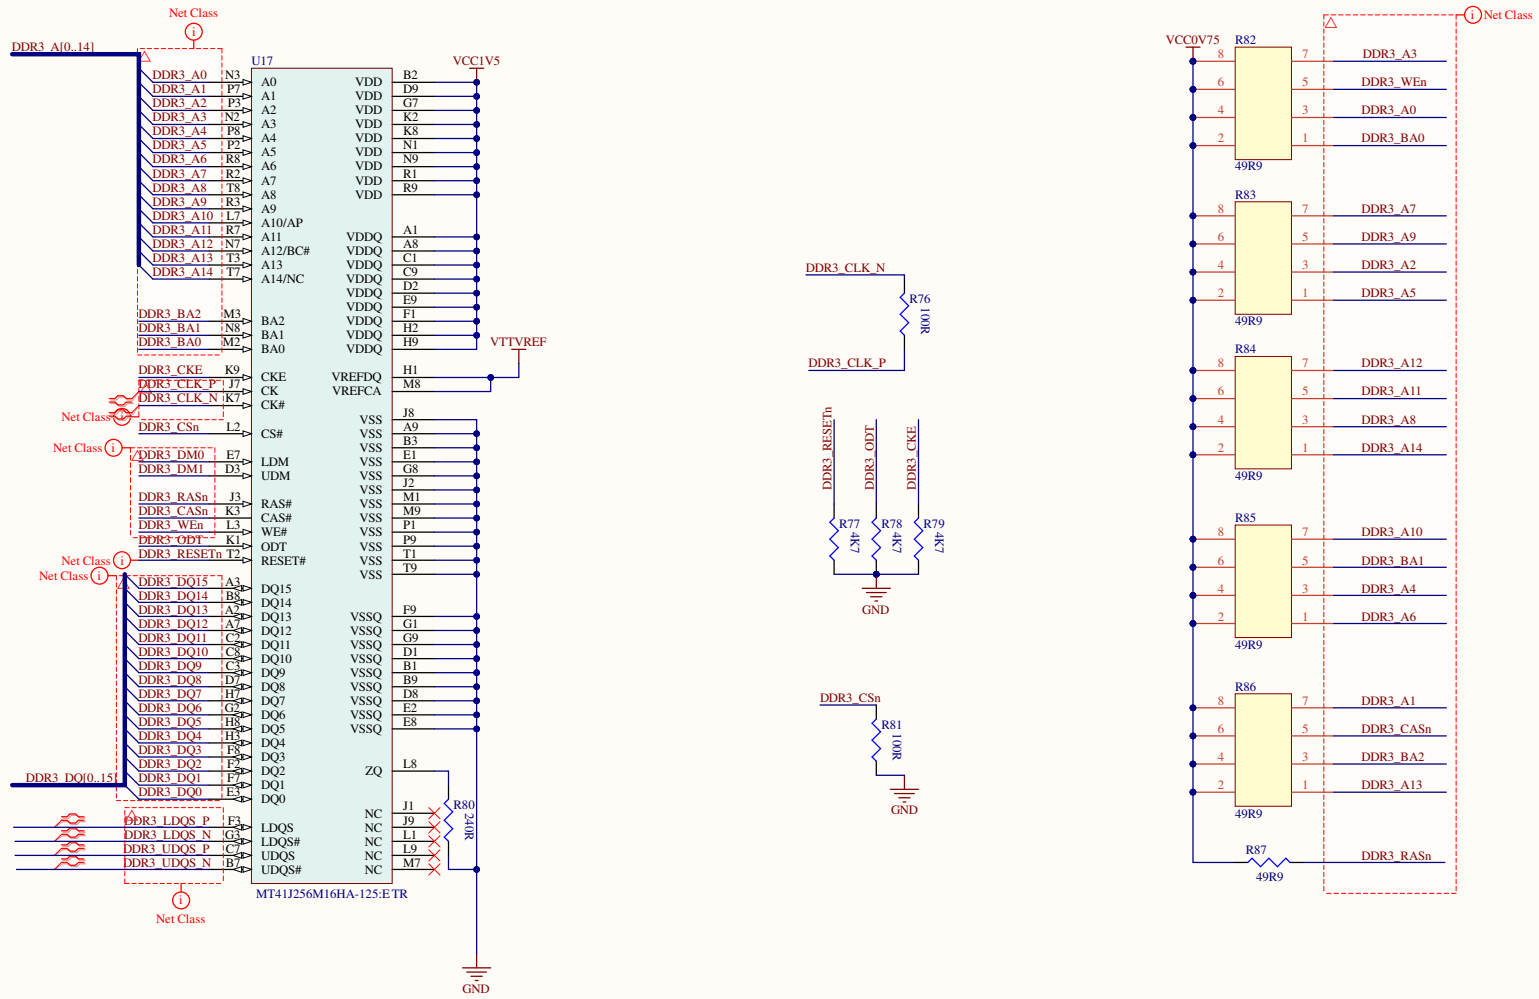 Net Class
DDR3_A[0..14]
U17
DDR3_A0 N3 A0
DDR3_A1 P7 A1
DDR3_A2 P3 A2
DDR3_A3 N2 A3
DDR3_A4 P8 A4
DDR3_A5 P2 A5
DDR3_A6 R8 A6
DDR3_A7 R2 A7
DDR3_A8 T8 A8
DDR3_A9 R3 A9
DDR3_A10 L7 A10/AP
DDR3_A11 R7 A11
DDR3_A12 N7 A12/BC#
DDR3_A13 T3 A13
DDR3_A14 T7 A14/NC
DDR3_BA2 M3 BA2
DDR3_BA1 N8 BA1
DDR3_BA0 M2 BA0
DDR3_CKE K9 CKE
DDR3_CLK_P J7 CK
DDR3_CLK_N K7 CK#
Net Class
DDR3_CSn L2 CS#
Net Class
DDR3_DM0 E7 LDM
DDR3_DM1 D3 UDM
DDR3_RASn J3 RAS#
DDR3_CASn K3 CAS#
DDR3_WEn L3 WE#
DDR3_ODT K1 ODT
Net Class
DDR3_RESETn T2 RESET#
Net Class
DDR3_DQ15 A3 DQ15
DDR3_DQ14 B8 DQ14
DDR3_DQ13 A2 DQ13
DDR3_DQ12 A7 DQ12
DDR3_DQ11 C2 DQ11
DDR3_DQ10 C8 DQ10
DDR3_DQ9 C3 DQ9
DDR3_DQ8 D7 DQ8
DDR3_DQ7 H7 DQ7
DDR3_DQ6 G2 DQ6
DDR3_DQ5 H8 DQ5
DDR3_DQ4 H3 DQ4
DDR3_DQ3 F8 DQ3
DDR3_DQ2 F2 DQ2
DDR3_DQ[0..15]
DDR3_DQ1 F7 DQ1
DDR3_DQ0 E3 DQ0
DDR3_LDQS_P F3 LDQS
DDR3_LDQS_N G3 LDQS#
DDR3_UDQS_P C7 UDQS
DDR3_UDQS_N B7 UDQS#
Net Class
MT41J256M16HA-125:E TR
VCC1V5
VDD B2
VDD D9
VDD G7
VDD K2
VDD K8
VDD N1
VDD N9
VDD R1
VDD R9
VDDQ A1
VDDQ A8
VDDQ C1
VDDQ C9
VDDQ D2
VDDQ E9
VDDQ F1
VDDQ H2
VDDQ H9
VTTVREF
VREFDQ H1
VREFCA M8
VSS J8
VSS A9
VSS B3
VSS E1
VSS G8
VSS J2
VSS M1
VSS M9
VSS P1
VSS P9
VSS T1
VSS T9
VSSQ F9
VSSQ G1
VSSQ G9
VSSQ D1
VSSQ B1
VSSQ B9
VSSQ D8
VSSQ E2
VSSQ E8
ZQ L8
R80 240R
NC J1
NC J9
NC L1
NC L9
NC M7
GND
DDR3_CLK_N
R76 100R
DDR3_CLK_P
DDR3_RESETn
DDR3_ODT
DDR3_CKE
R77 4K7
R78 4K7
R79 4K7
GND
DDR3_CSn
R81 100R
GND
Net Class
VCC0V75
R82
8 7 DDR3_A3
6 5 DDR3_WEn
4 3 DDR3_A0
2 1 DDR3_BA0
49R9
R83
8 7 DDR3_A7
6 5 DDR3_A9
4 3 DDR3_A2
2 1 DDR3_A5
49R9
R84
8 7 DDR3_A12
6 5 DDR3_A11
4 3 DDR3_A8
2 1 DDR3_A14
49R9
R85
8 7 DDR3_A10
6 5 DDR3_BA1
4 3 DDR3_A4
2 1 DDR3_A6
49R9
R86
8 7 DDR3_A1
6 5 DDR3_CASn
4 3 DDR3_BA2
2 1 DDR3_A13
49R9
R87 DDR3_RASn
49R9